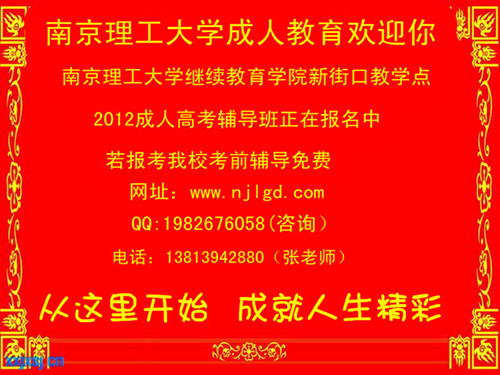 南京理工大学成人教育欢迎你
南京理工大学继续教育学院新街口教学点
2012成人高考辅导班正在报名中
若报考我校考前辅导免费
网址：www.njlgd.com
QQ:1982676058(咨询）
电话：13813942880（张老师）
从这里开始 成就人生精彩